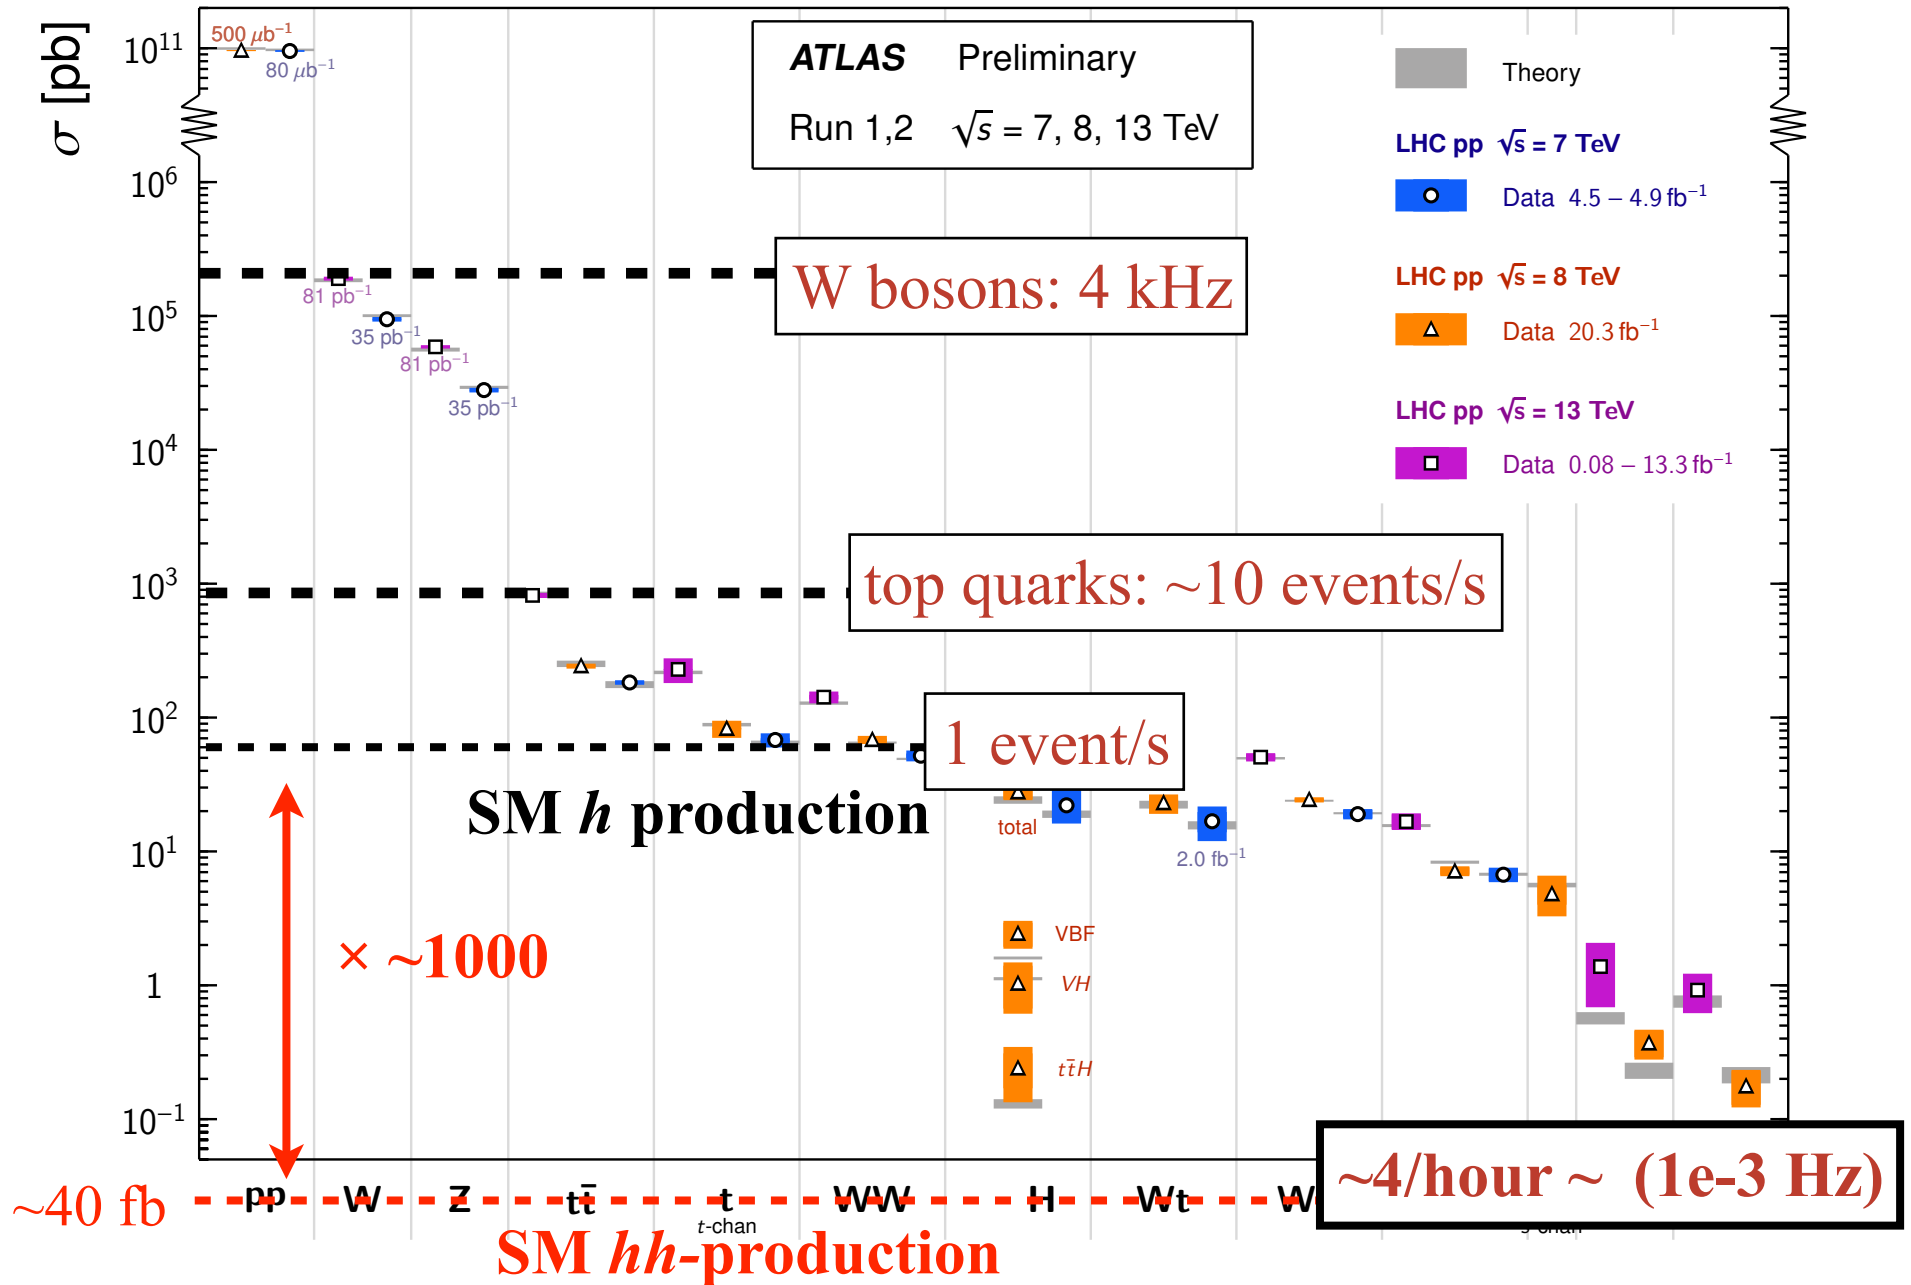 σ [pb]
10¹¹
10⁶
10⁵
10⁴
10³
10²
10¹
1
10⁻¹
500 μb⁻¹
80 μb⁻¹
ATLAS Preliminary
Run 1,2 √s = 7, 8, 13 TeV
Theory
LHC pp √s = 7 TeV
Data 4.5 − 4.9 fb⁻¹
LHC pp √s = 8 TeV
Data 20.3 fb⁻¹
LHC pp √s = 13 TeV
Data 0.08 − 13.3 fb⁻¹
W bosons: 4 kHz
81 pb⁻¹
35 pb⁻¹
81 pb⁻¹
35 pb⁻¹
top quarks: ~10 events/s
1 event/s
SM h production
total
2.0 fb⁻¹
× ~1000
VBF
VH
tt̄H
~4/hour ~ (1e-3 Hz)
~40 fb
pp W Z tt̄ t WW H Wt W
t-chan
s-chan
SM hh-production